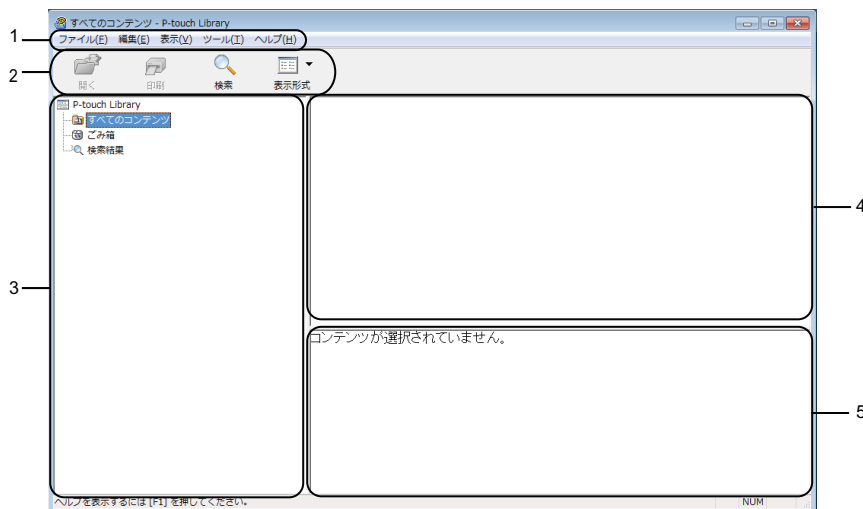 すべてのコンテンツ - P-touch Library
1
ファイル(F) 編集(E) 表示(V) ツール(T) ヘルプ(H)
2
開く 印刷 検索 表示形式
P-touch Library
すべてのコンテンツ
ごみ箱
検索結果
4
3
コンテンツが選択されていません。
5
ヘルプを表示するには [F1] を押してください。 NUM